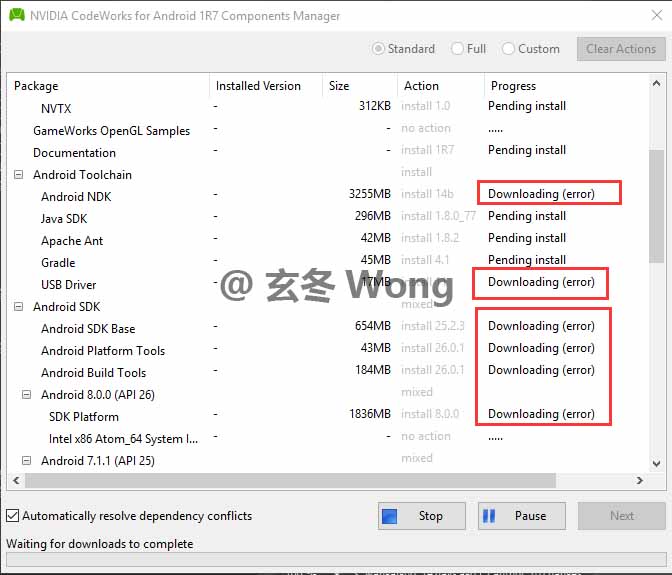 NVIDIA CodeWorks for Android 1R7 Components Manager
Standard Full Custom Clear Actions
Package Installed Version Size Action Progress
NVTX - 312KB install 1.0 Pending install
GameWorks OpenGL Samples - - no action .....
Documentation - - install 1R7 Pending install
Android Toolchain install
Android NDK - 3255MB install 14b Downloading (error)
Java SDK - 296MB install 1.8.0_77 Pending install
Apache Ant - 42MB install 1.8.2 Pending install
Gradle - 45MB install 4.1 Pending install
USB Driver - 17MB Downloading (error)
@ 玄冬 Wong
Android SDK
Android SDK Base - 654MB install 25.2.3 Downloading (error)
Android Platform Tools - 43MB install 26.0.1 Downloading (error)
Android Build Tools - 184MB install 26.0.1 Downloading (error)
Android 8.0.0 (API 26) mixed
SDK Platform - 1836MB install 8.0.0 Downloading (error)
Intel x86 Atom_64 System I... - - no action .....
Android 7.1.1 (API 25) mixed
Automatically resolve dependency conflicts Stop Pause Next
Waiting for downloads to complete